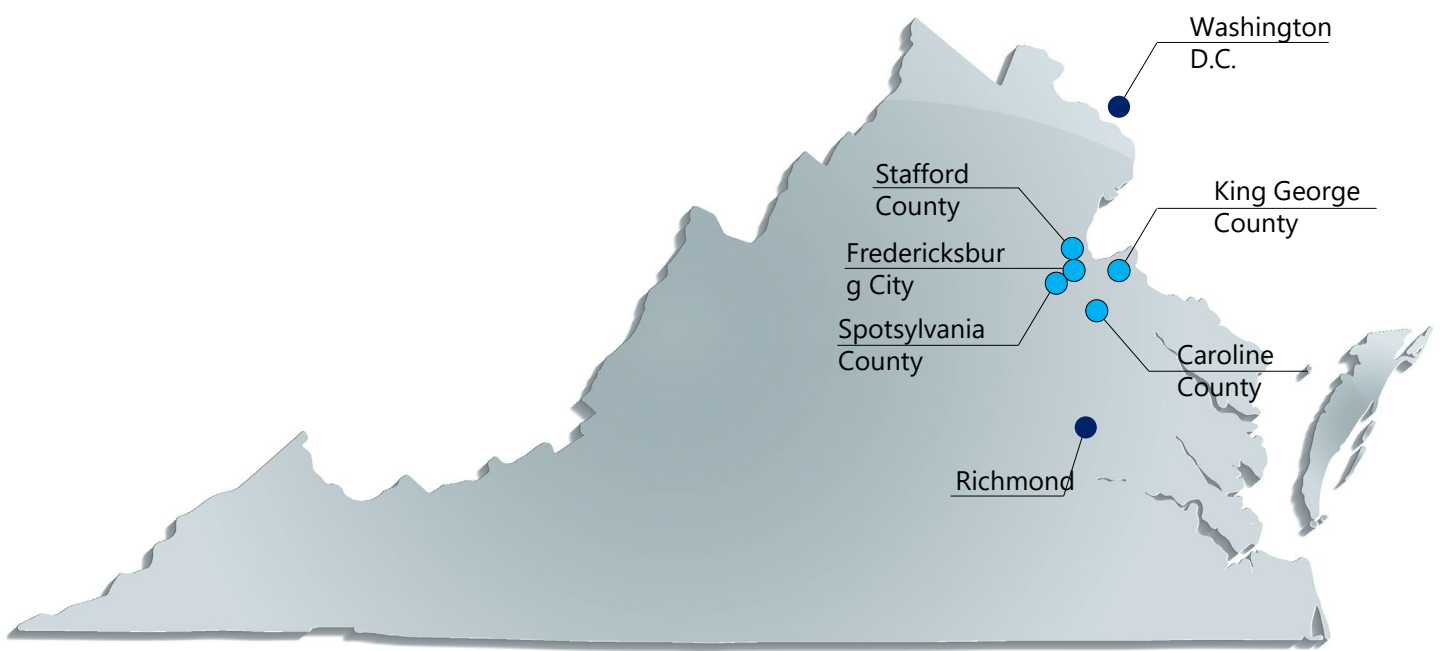 Washington
D.C.
Stafford
County
King George
County
Fredericksbur
g City
Spotsylvania
County
Caroline
County
Richmond